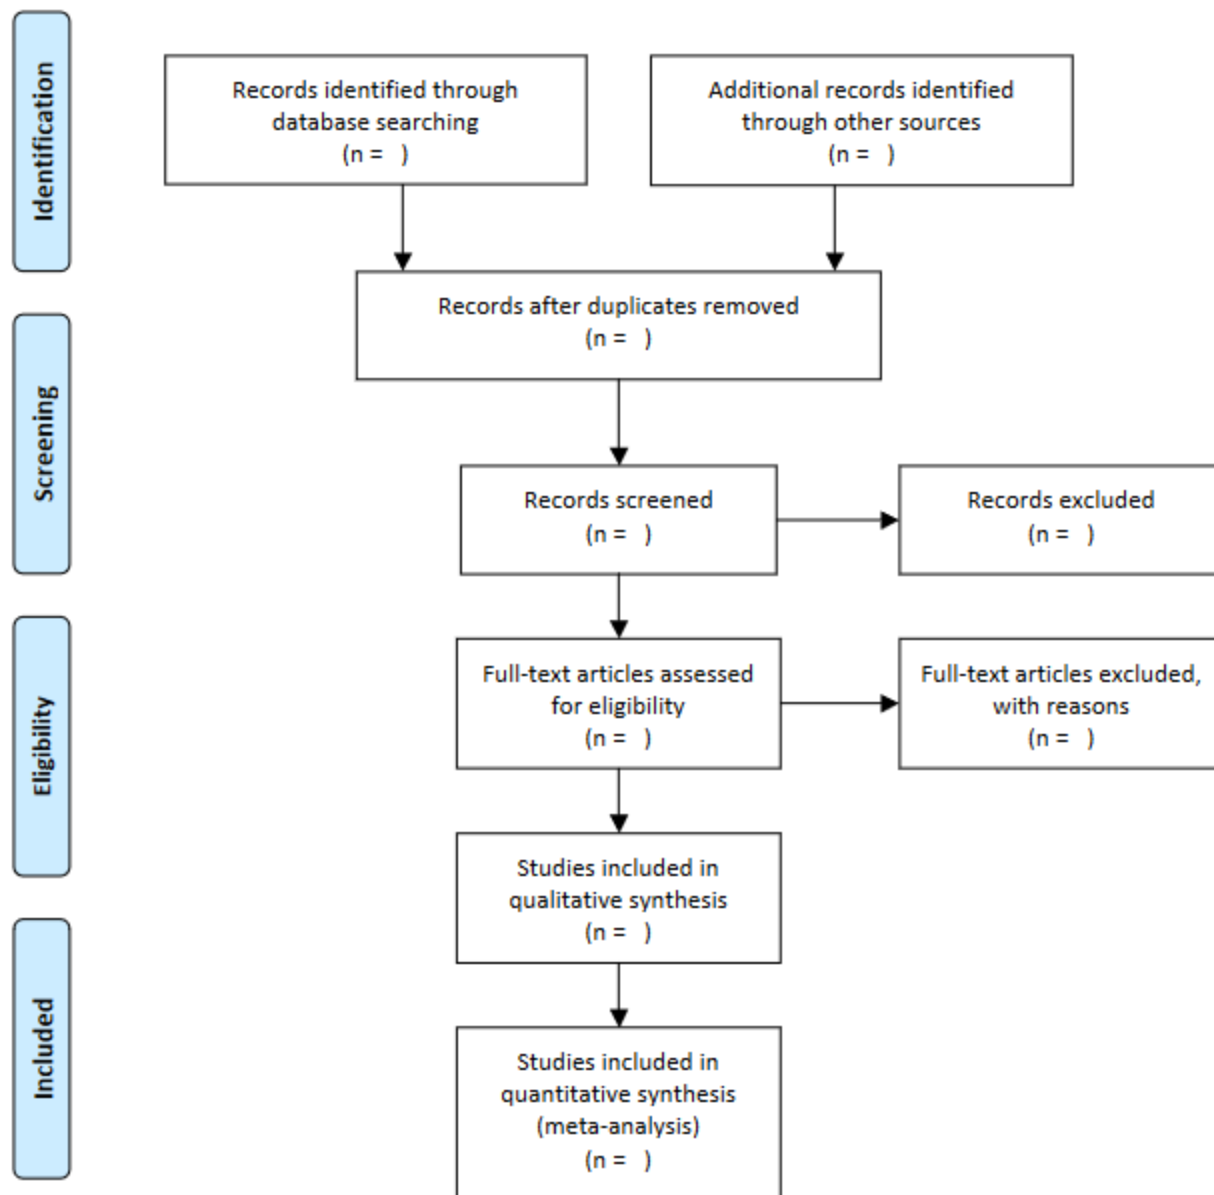 Identification
Records identified through
database searching
(n =   )
Additional records identified
through other sources
(n =   )
Records after duplicates removed
(n =   )
Screening
Records screened
(n =   )
Records excluded
(n =   )
Eligibility
Full-text articles assessed
for eligibility
(n =   )
Full-text articles excluded,
with reasons
(n =   )
Studies included in
qualitative synthesis
(n =   )
Included
Studies included in
quantitative synthesis
(meta-analysis)
(n =   )